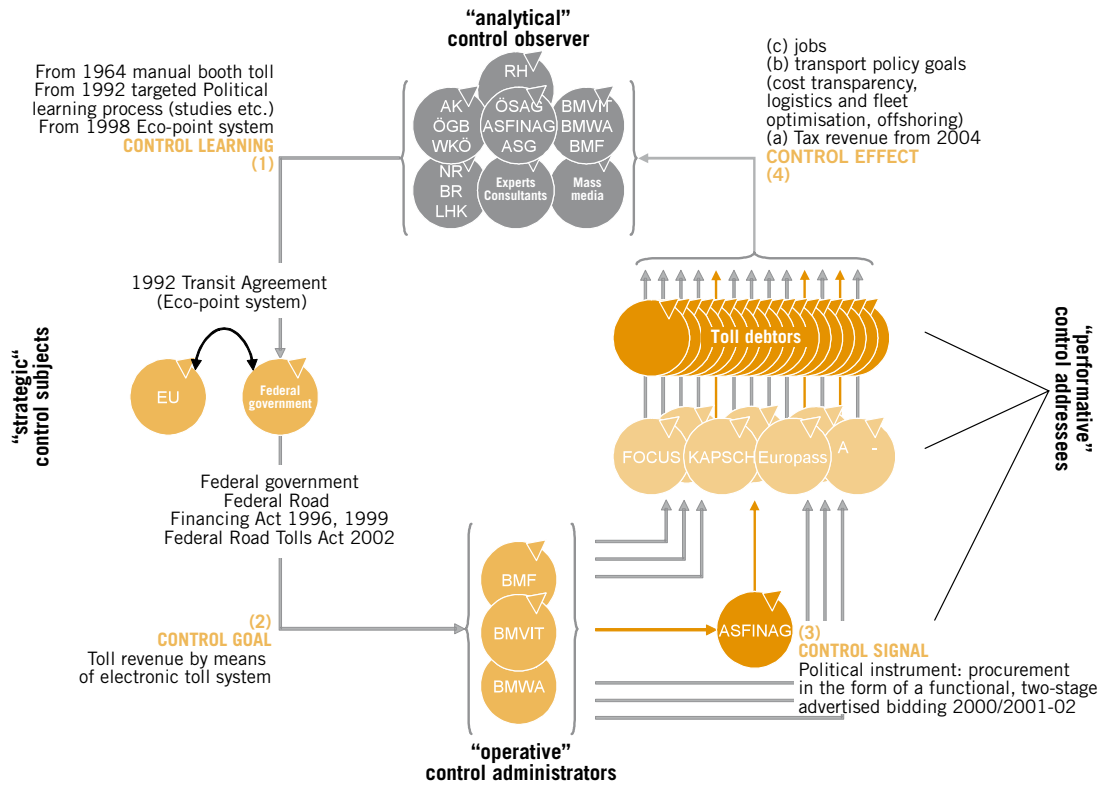 “analytical”
control observer
From 1964 manual booth toll
From 1992 targeted Political
learning process (studies etc.)
From 1998 Eco-point system
CONTROL LEARNING
(1)
RH
AK
ÖGB
WKÖ
ÖSAG
ASFINAG
ASG
BMVIT
BMWA
BMF
NR
BR
LHK
Experts
Consultants
Mass
media
(c) jobs
(b) transport policy goals
(cost transparency,
logistics and fleet
optimisation, offshoring)
(a) Tax revenue from 2004
CONTROL EFFECT
(4)
1992 Transit Agreement
(Eco-point system)
“strategic“
control subjects
EU
Federal
government
Toll debtors
FOCUS
KAPSCH
Europass
A -
“performative”
control addressees
Federal government
Federal Road
Financing Act 1996, 1999
Federal Road Tolls Act 2002
(2)
CONTROL GOAL
Toll revenue by means
of electronic toll system
BMF
BMVIT
BMWA
ASFINAG
(3)
CONTROL SIGNAL
Political instrument: procurement
in the form of a functional, two-stage
advertised bidding 2000/2001-02
“operative”
control administrators